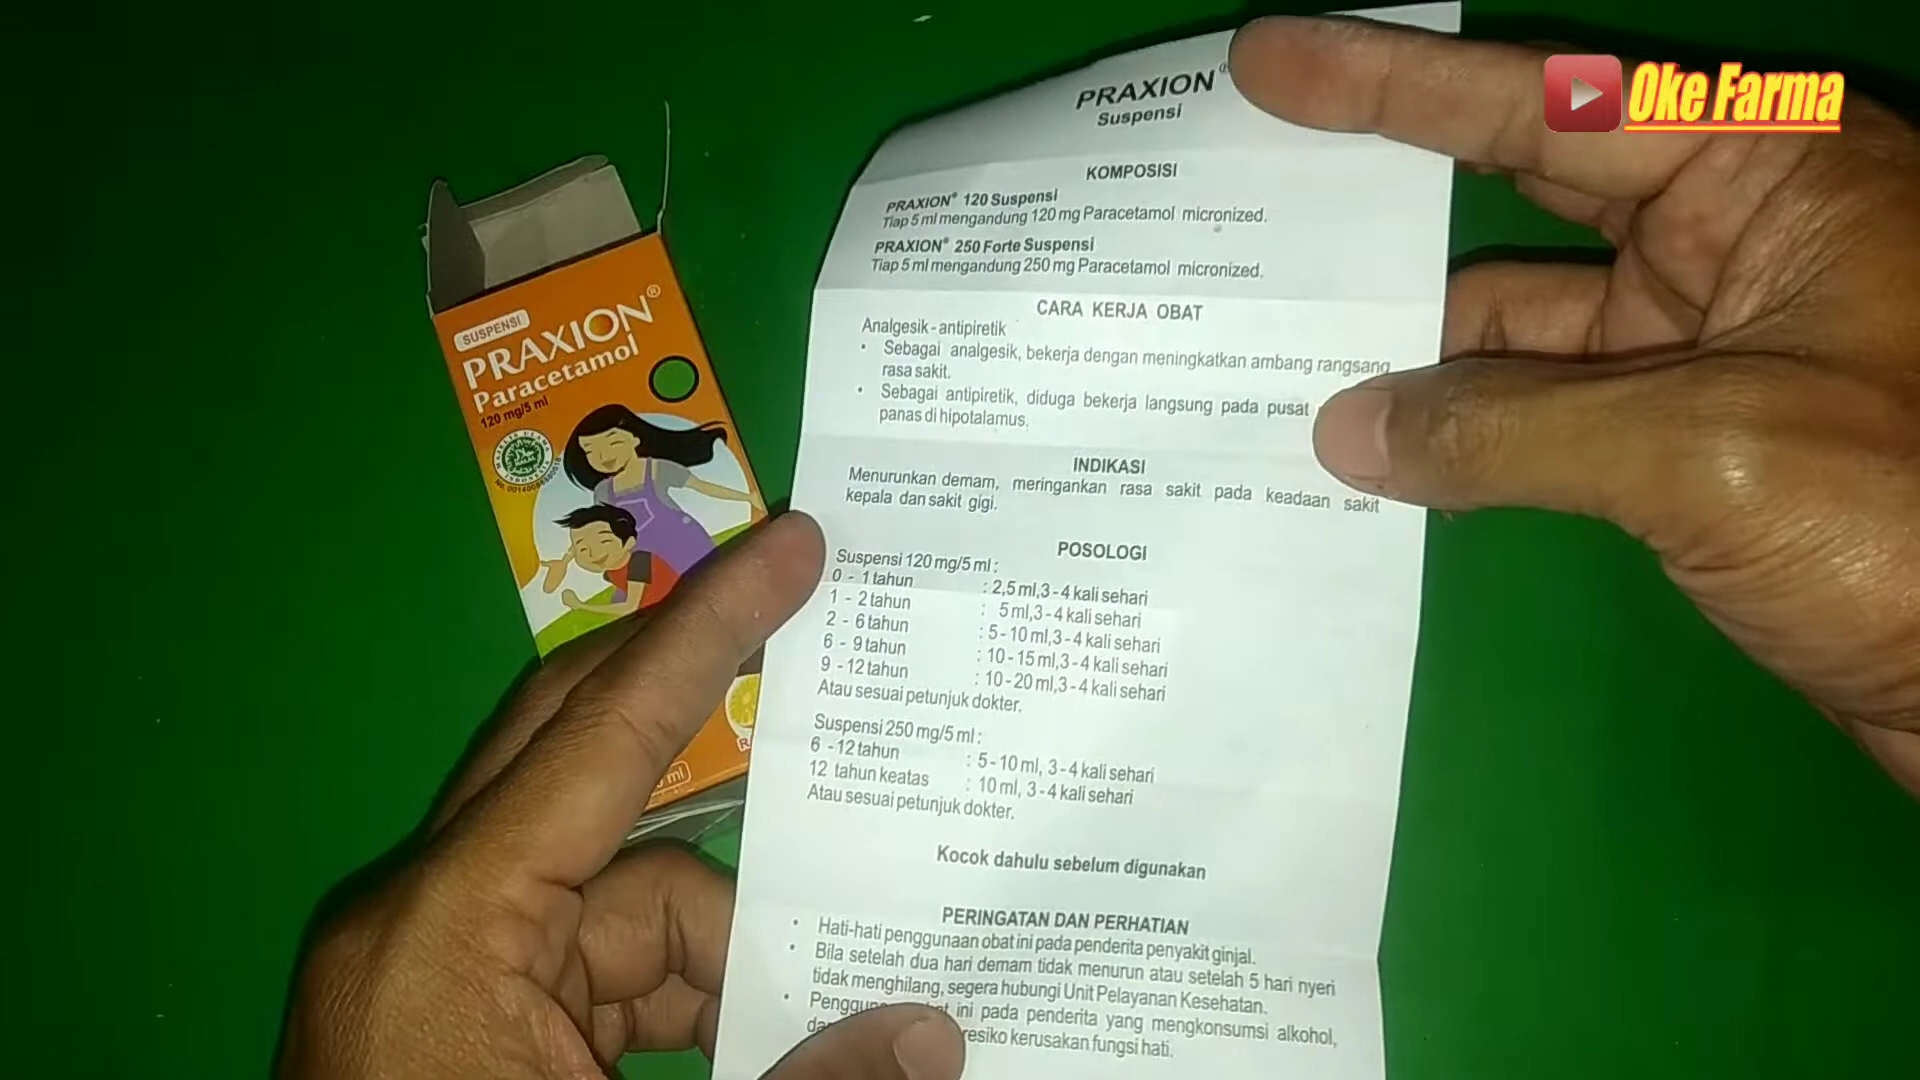 Oke Farma
PRAXION®
Suspensi
KOMPOSISI
PRAXION® 120 Suspensi
Tiap 5 ml mengandung 120 mg Paracetamol micronized.
PRAXION® 250 Forte Suspensi
Tiap 5 ml mengandung 250 mg Paracetamol micronized.
CARA KERJA OBAT
Analgesik - antipiretik
• Sebagai analgesik, bekerja dengan meningkatkan ambang rangsang
rasa sakit.
• Sebagai antipiretik, diduga bekerja langsung pada pusat
panas di hipotalamus.
INDIKASI
Menurunkan demam, meringankan rasa sakit pada keadaan sakit
kepala dan sakit gigi.
POSOLOGI
Suspensi 120 mg/5 ml :
0 - 1 tahun : 2,5 ml,3 - 4 kali sehari
1 - 2 tahun : 5 ml,3 - 4 kali sehari
2 - 6 tahun : 5 - 10 ml,3 - 4 kali sehari
6 - 9 tahun : 10 - 15 ml,3 - 4 kali sehari
9 - 12 tahun : 10 - 20 ml,3 - 4 kali sehari
Atau sesuai petunjuk dokter.
Suspensi 250 mg/5 ml :
6 - 12 tahun : 5 - 10 ml, 3 - 4 kali sehari
12 tahun keatas : 10 ml, 3 - 4 kali sehari
Atau sesuai petunjuk dokter.
Kocok dahulu sebelum digunakan
PERINGATAN DAN PERHATIAN
• Hati-hati penggunaan obat ini pada penderita penyakit ginjal.
• Bila setelah dua hari demam tidak menurun atau setelah 5 hari nyeri
tidak menghilang, segera hubungi Unit Pelayanan Kesehatan.
• ini pada penderita yang mengkonsumsi alkohol,
resiko kerusakan fungsi hati.
SUSPENSI
PRAXION®
Paracetamol
120 mg/5 ml
MAJELIS ULAMA
HALAL
INDONESIA
ml